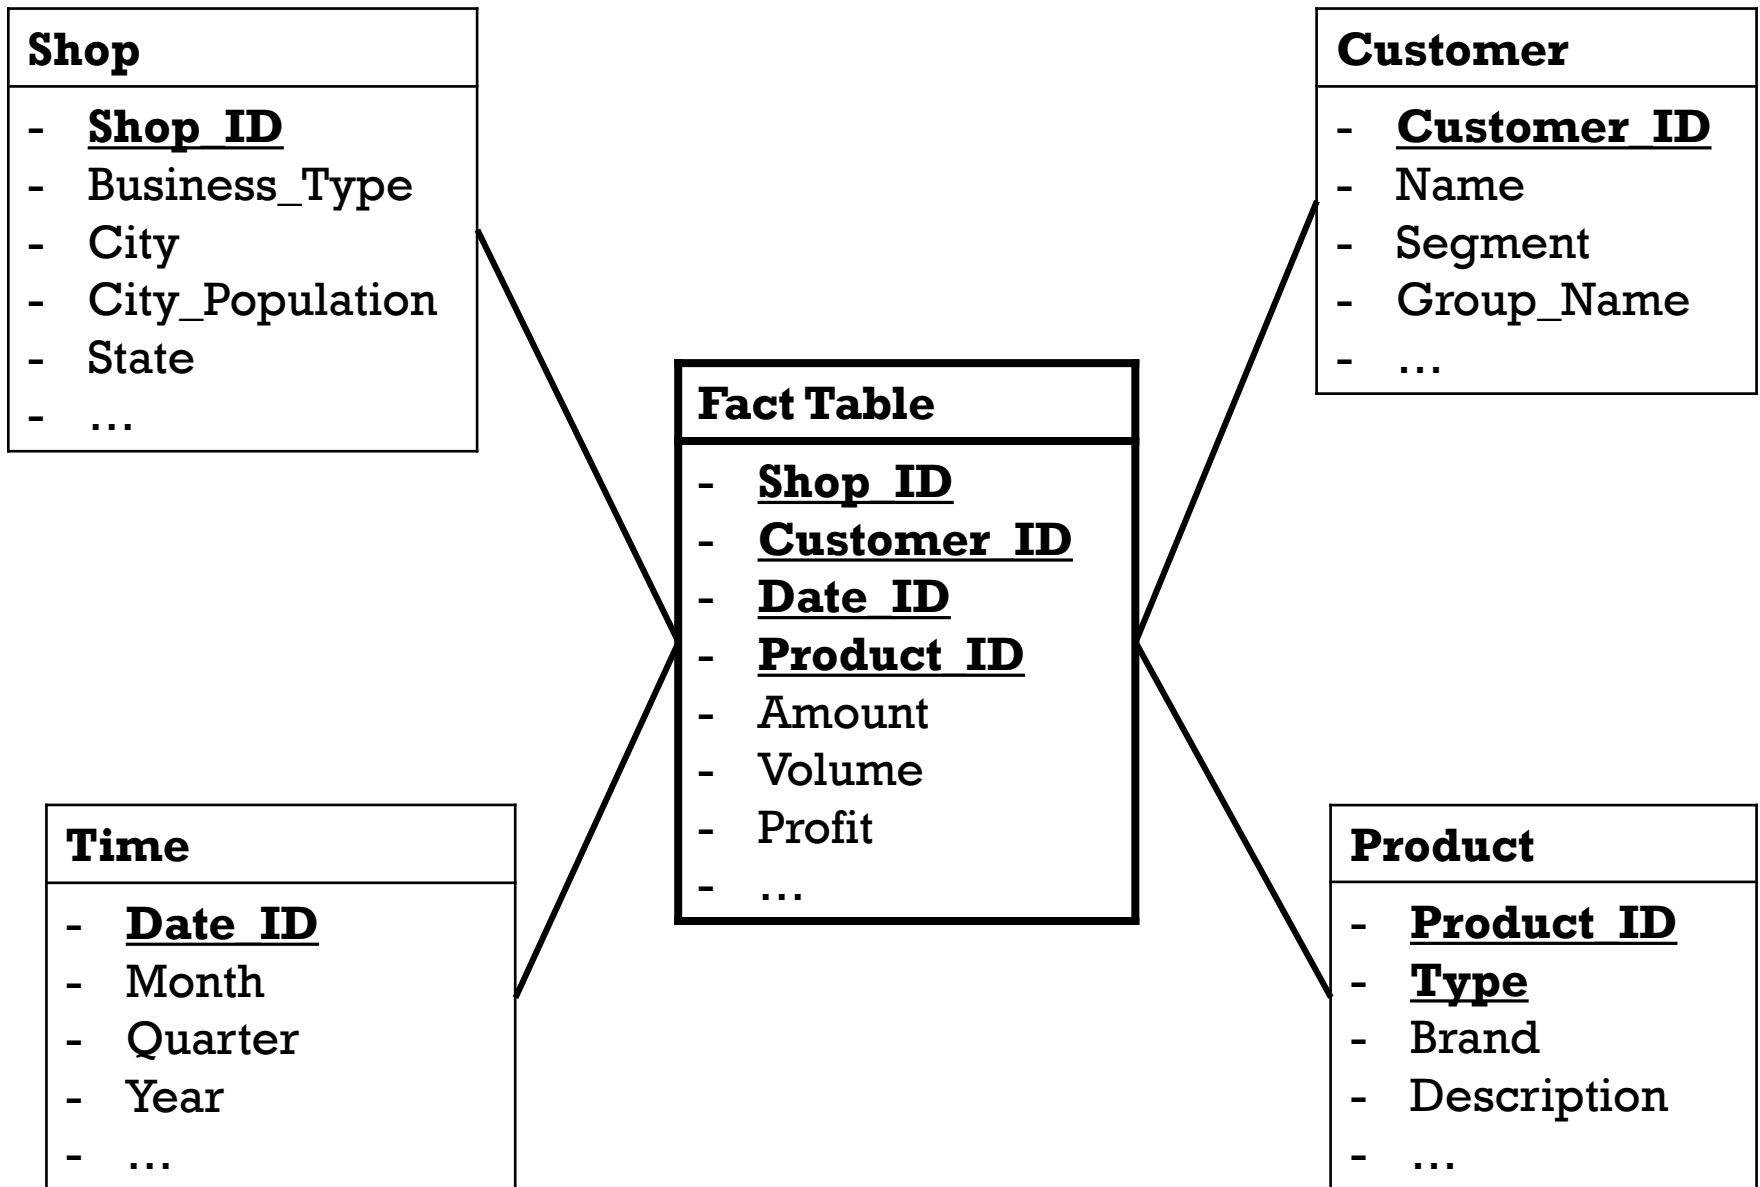 Shop
- Shop_ID
- Business_Type
- City
- City_Population
- State
- ...
Customer
- Customer_ID
- Name
- Segment
- Group_Name
- ...
Fact Table
- Shop_ID
- Customer_ID
- Date_ID
- Product_ID
- Amount
- Volume
- Profit
- ...
Time
- Date_ID
- Month
- Quarter
- Year
- ...
Product
- Product_ID
- Type
- Brand
- Description
- ...